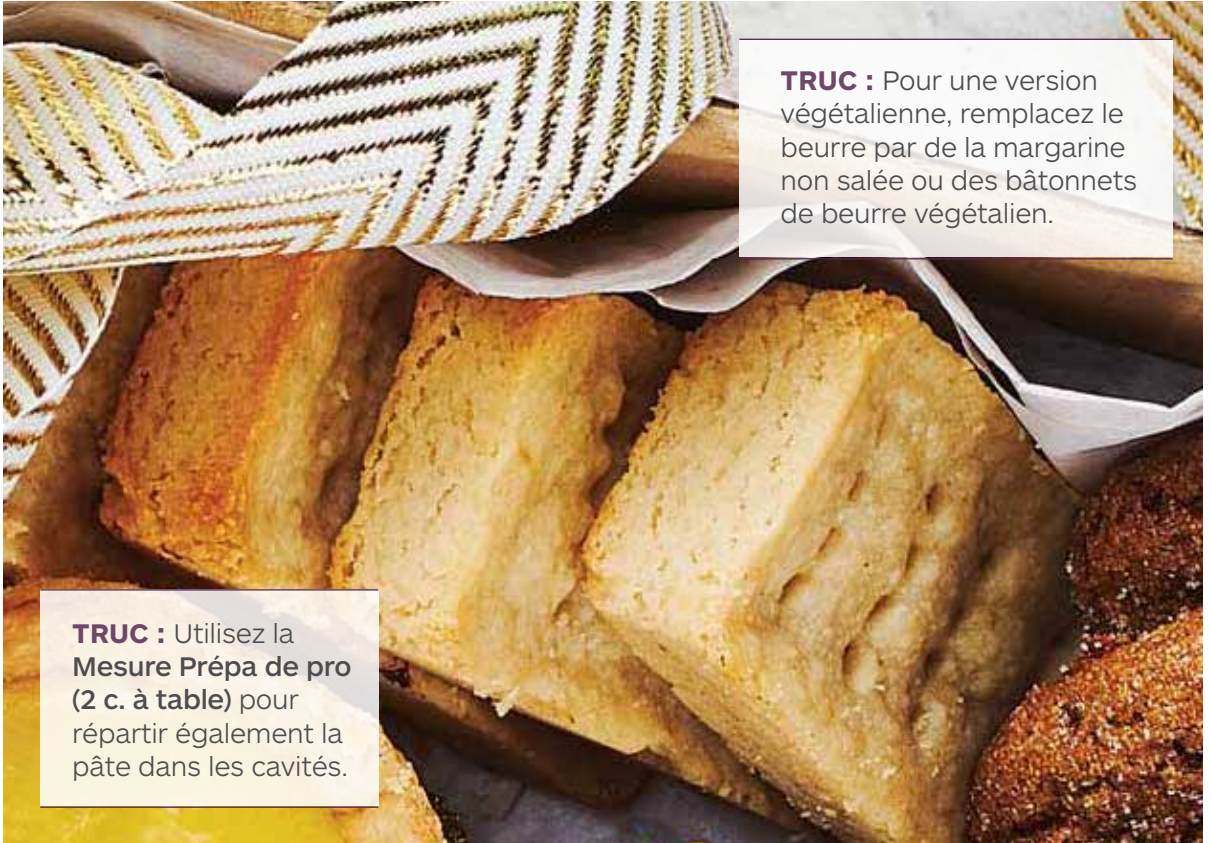 TRUC : Pour une version
végétalienne, remplacez le
beurre par de la margarine
non salée ou des bâtonnets
de beurre végétalien.
TRUC : Utilisez la
Mesure Prépa de pro
(2 c. à table) pour
répartir également la
pâte dans les cavités.